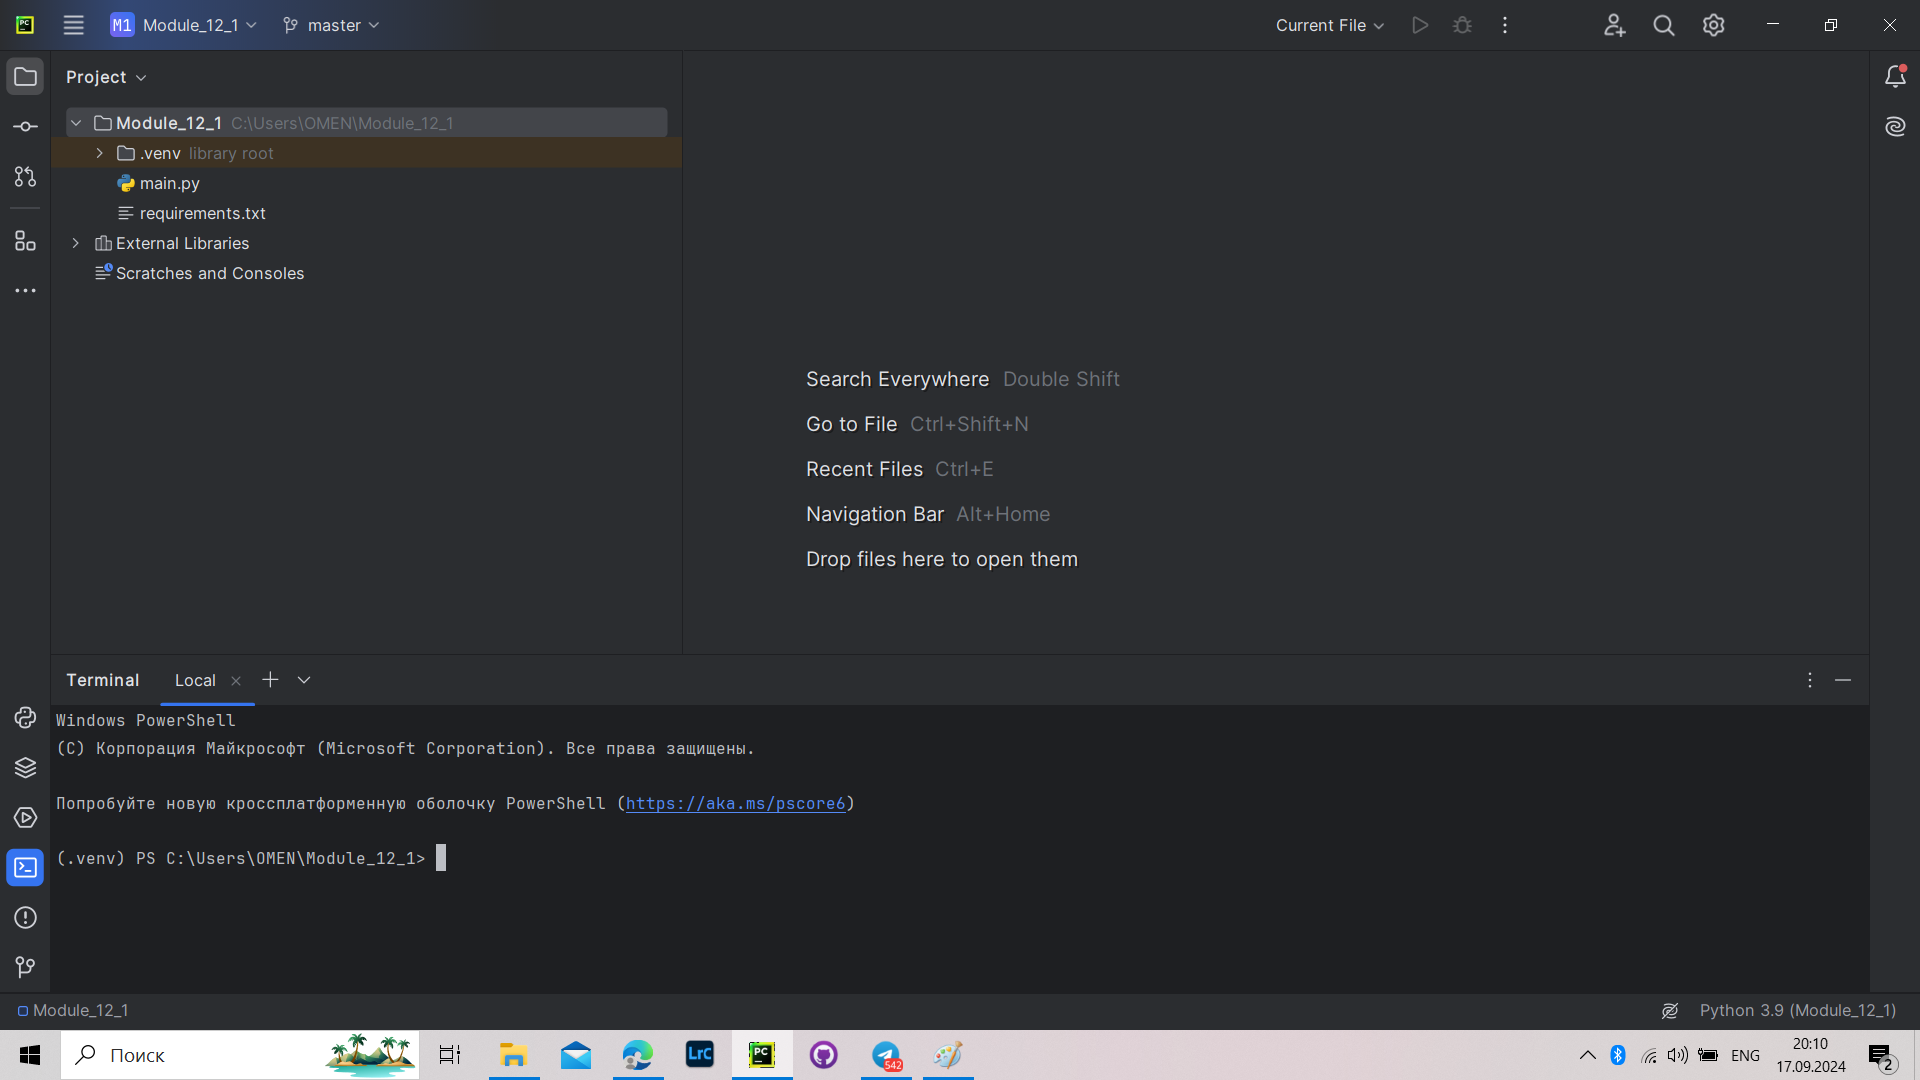 PC
M1 Module_12_1
master
Current File
Project
Module_12_1 C:\Users\OMEN\Module_12_1
.venv library root
main.py
requirements.txt
External Libraries
Scratches and Consoles
Search Everywhere Double Shift
Go to File Ctrl+Shift+N
Recent Files Ctrl+E
Navigation Bar Alt+Home
Drop files here to open them
Terminal Local
Windows PowerShell
(C) Корпорация Майкрософт (Microsoft Corporation). Все права защищены.
Попробуйте новую кроссплатформенную оболочку PowerShell (https://aka.ms/pscore6)
(.venv) PS C:\Users\OMEN\Module_12_1>
Module_12_1
Python 3.9 (Module_12_1)
Поиск
LrC
PC
542
ENG
20:10
17.09.2024
2